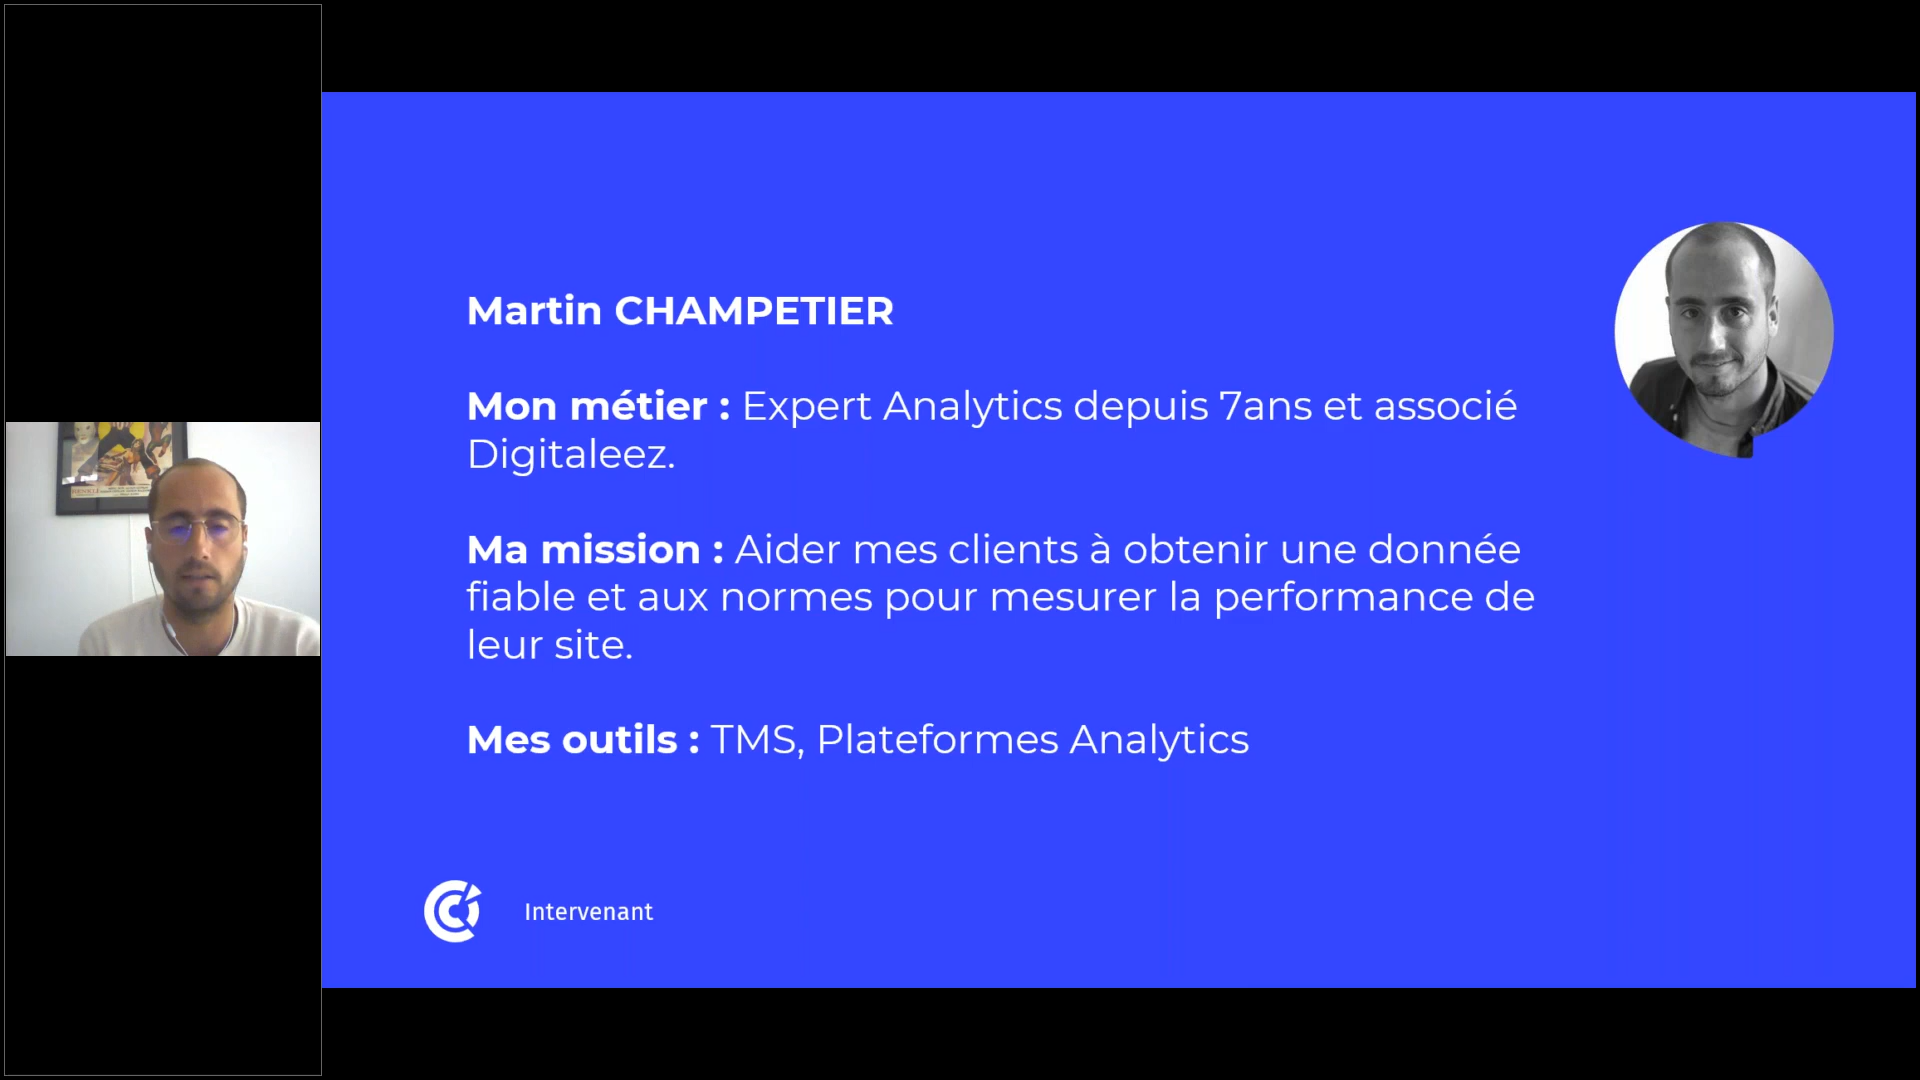 Martin CHAMPETIER
Mon métier : Expert Analytics depuis 7ans et associé
Digitaleez.
Ma mission : Aider mes clients à obtenir une donnée
fiable et aux normes pour mesurer la performance de
leur site.
Mes outils : TMS, Plateformes Analytics
Intervenant